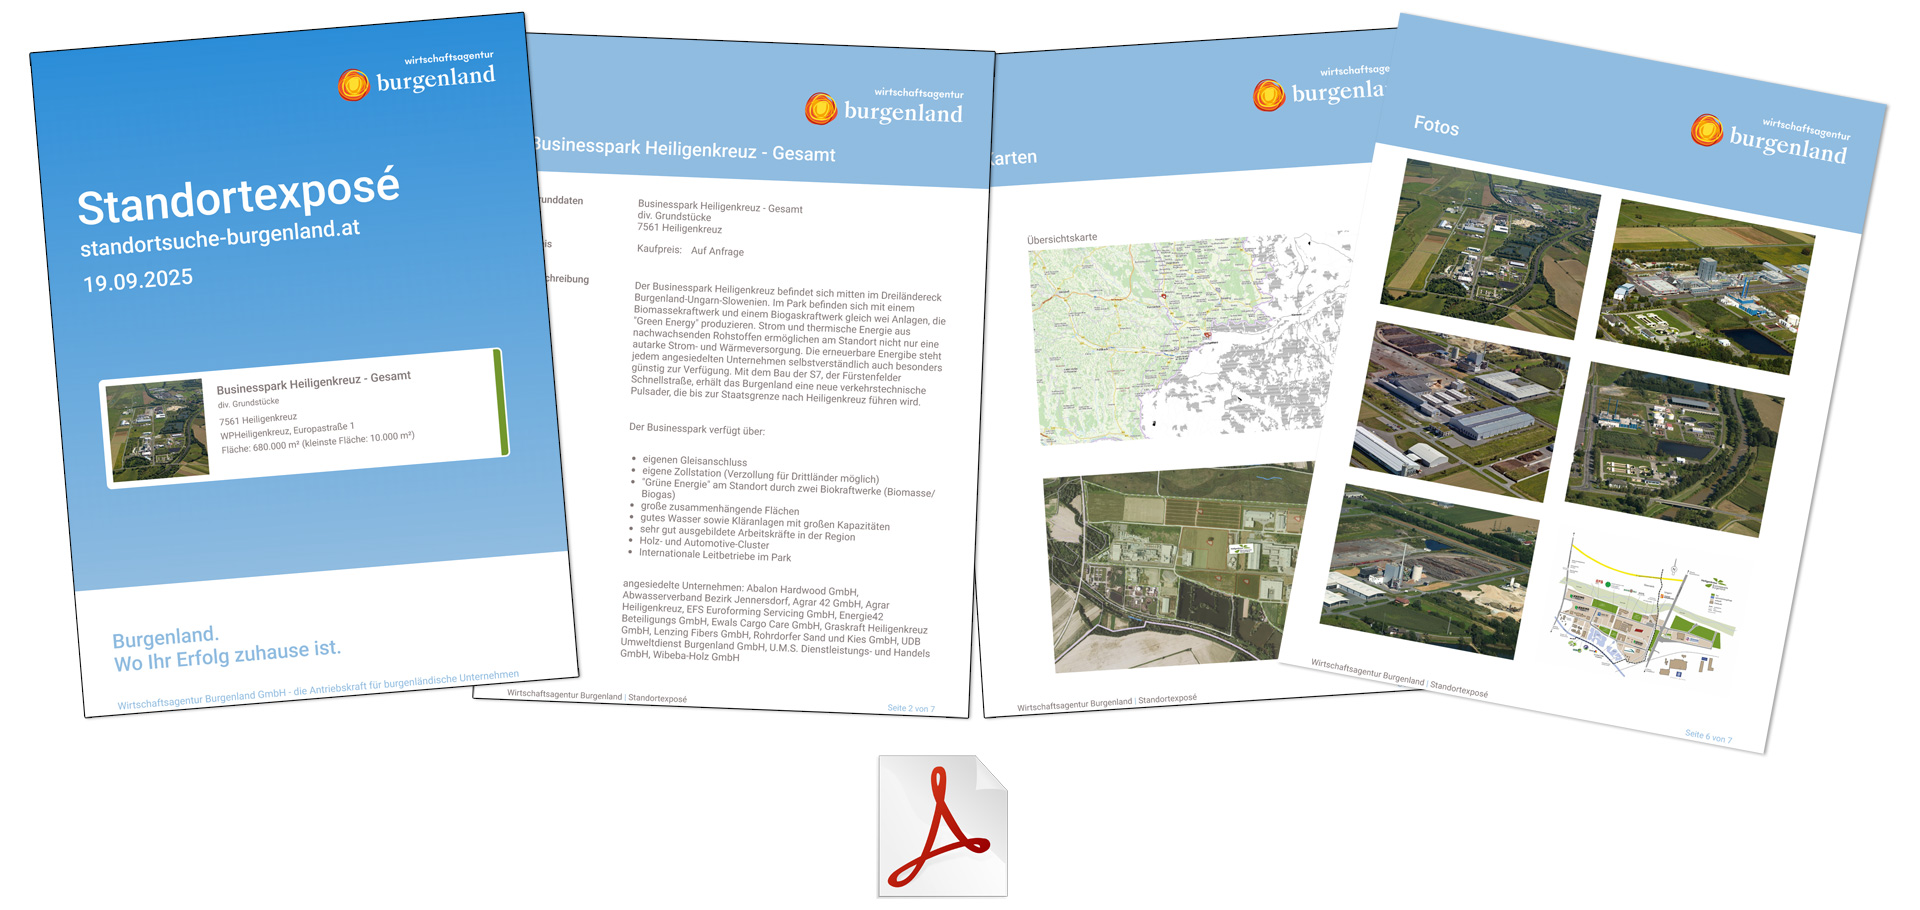 wirtschaftsagentur
burgenland
Standortexposé
standortsuche-burgenland.at
19.09.2025
Businesspark Heiligenkreuz - Gesamt
div. Grundstücke
7561 Heiligenkreuz
WPHeiligenkreuz, Europastraße 1
Fläche: 680.000 m² (kleinste Fläche: 10.000 m²)
Burgenland.
Wo Ihr Erfolg zuhause ist.
Wirtschaftsagentur Burgenland GmbH - die Antriebskraft für burgenländische Unternehmen
wirtschaftsagentur
burgenland
Businesspark Heiligenkreuz - Gesamt
runddaten
Businesspark Heiligenkreuz - Gesamt
div. Grundstücke
7561 Heiligenkreuz
is
Kaufpreis: Auf Anfrage
chreibung
Der Businesspark Heiligenkreuz befindet sich mitten im Dreiländereck
Burgenland-Ungarn-Slowenien. Im Park befinden sich mit einem
Biomassekraftwerk und einem Biogaskraftwerk gleich wei Anlagen, die
"Green Energy" produzieren. Strom und thermische Energie aus
nachwachsenden Rohstoffen ermöglichen am Standort nicht nur eine
autarke Strom- und Wärmeversorgung. Die erneuerbare Energibe steht
jedem angesiedelten Unternehmen selbstverständlich auch besonders
günstig zur Verfügung. Mit dem Bau der S7, der Fürstenfelder
Schnellstraße, erhält das Burgenland eine neue verkehrstechnische
Pulsader, die bis zur Staatsgrenze nach Heiligenkreuz führen wird.
Der Businesspark verfügt über:
• eigenen Gleisanschluss
• eigene Zollstation (Verzollung für Drittländer möglich)
• "Grüne Energie" am Standort durch zwei Biokraftwerke (Biomasse/
Biogas)
• große zusammenhängende Flächen
• gutes Wasser sowie Kläranlagen mit großen Kapazitäten
• sehr gut ausgebildete Arbeitskräfte in der Region
• Holz- und Automotive-Cluster
• Internationale Leitbetriebe im Park
angesiedelte Unternehmen: Abalon Hardwood GmbH,
Abwasserverband Bezirk Jennersdorf, Agrar 42 GmbH, Agrar
Heiligenkreuz, EFS Euroforming Servicing GmbH, Energie42
Beteiligungs GmbH, Ewals Cargo Care GmbH, Graskraft Heiligenkreuz
GmbH, Lenzing Fibers GmbH, Rohrdorfer Sand und Kies GmbH, UDB
Umweltdienst Burgenland GmbH, U.M.S. Dienstleistungs- und Handels
GmbH, Wibeba-Holz GmbH
Wirtschaftsagentur Burgenland | Standortexposé
Seite 2 von 7
wirtschaftsage
burgenla
Karten
Übersichtskarte
Wirtschaftsagentur Burgenland | Standortexposé
Fotos
wirtschaftsagentur
burgenland
Wirtschaftsagentur Burgenland | Standortexposé
Seite 6 von 7